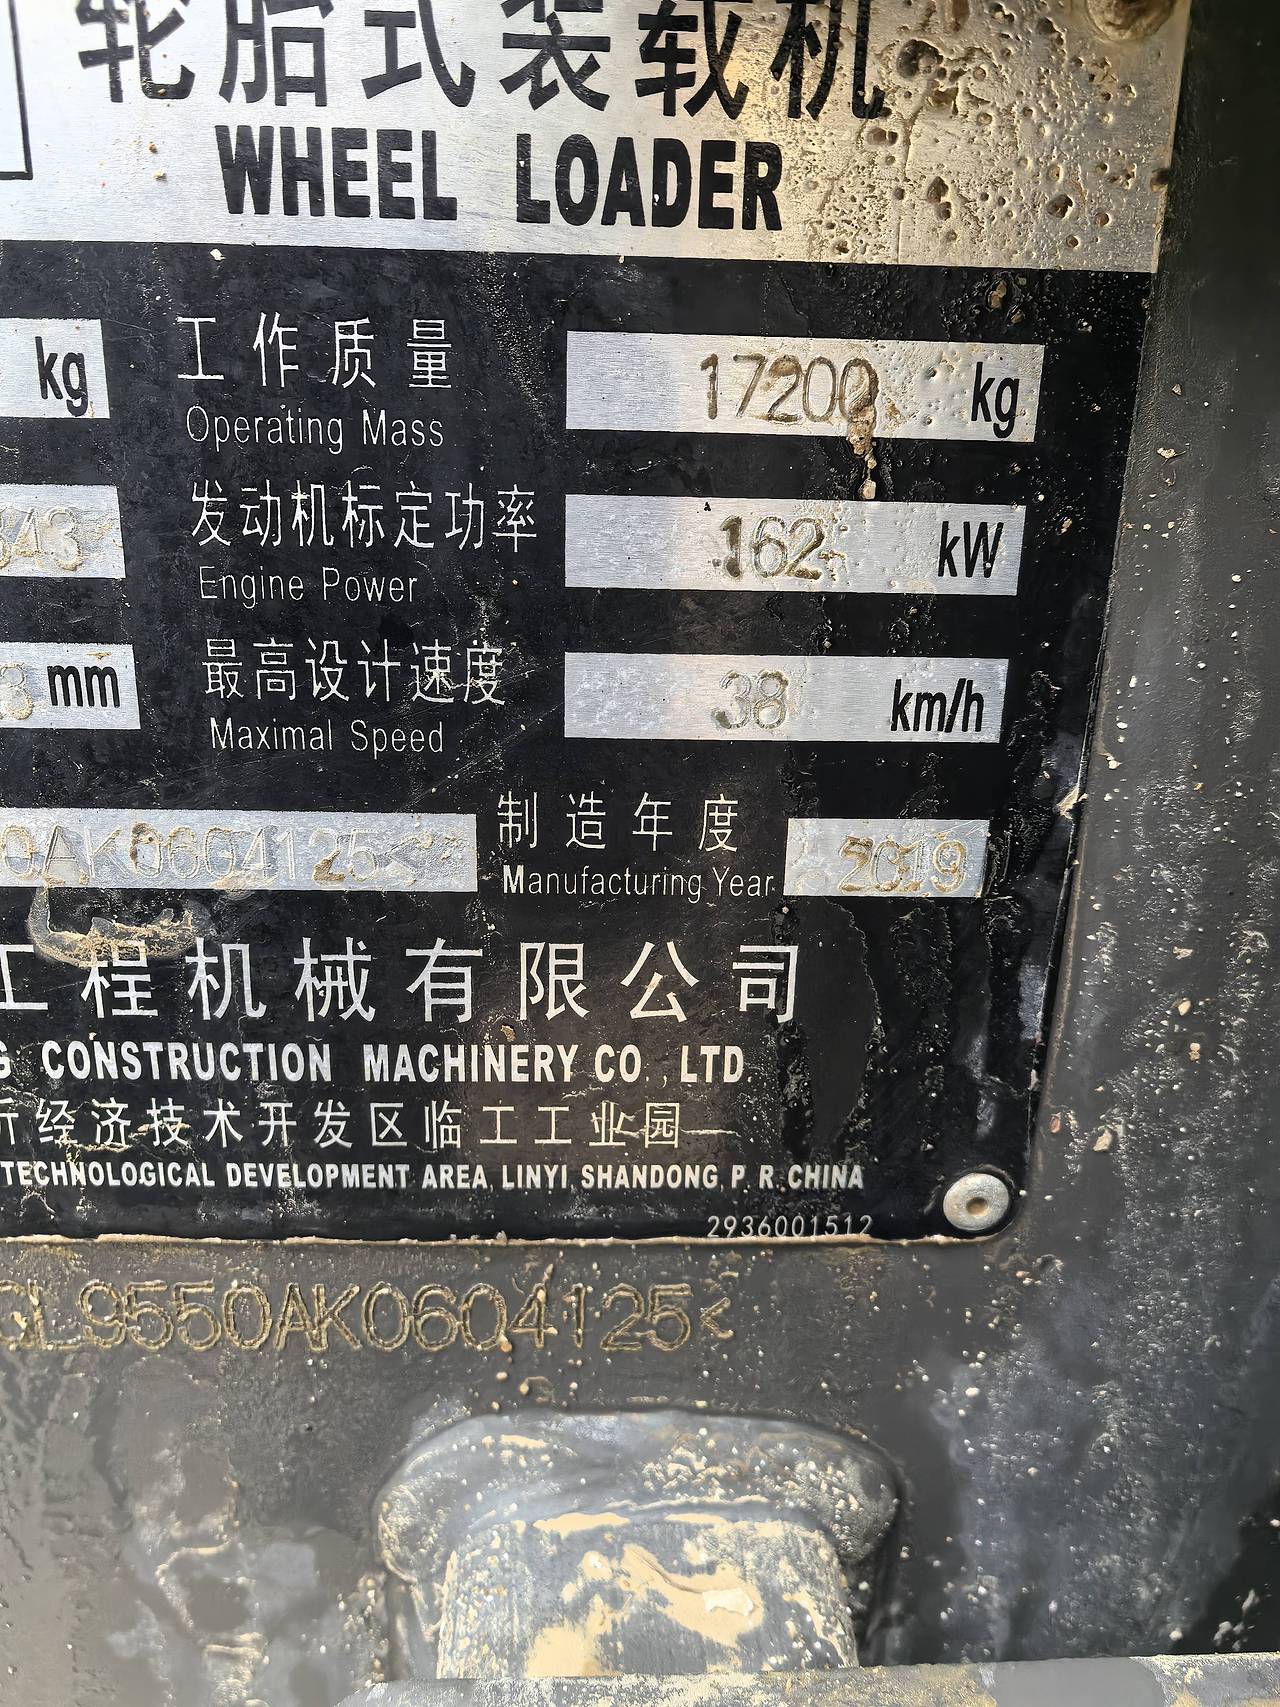 轮胎式装载机
WHEEL LOADER
kg
工作质量
Operating Mass
17200 kg
发动机标定功率
Engine Power
162 kW
最高设计速度
Maximal Speed
mm
38 km/h
0AK0604125<
制造年度
Manufacturing Year
2019
工程机械有限公司
G CONSTRUCTION MACHINERY CO., LTD.
经济技术开发区临工工业园
TECHNOLOGICAL DEVELOPMENT AREA, LINYI, SHANDONG, P. R. CHINA
2936001512
L9550AK0604125<